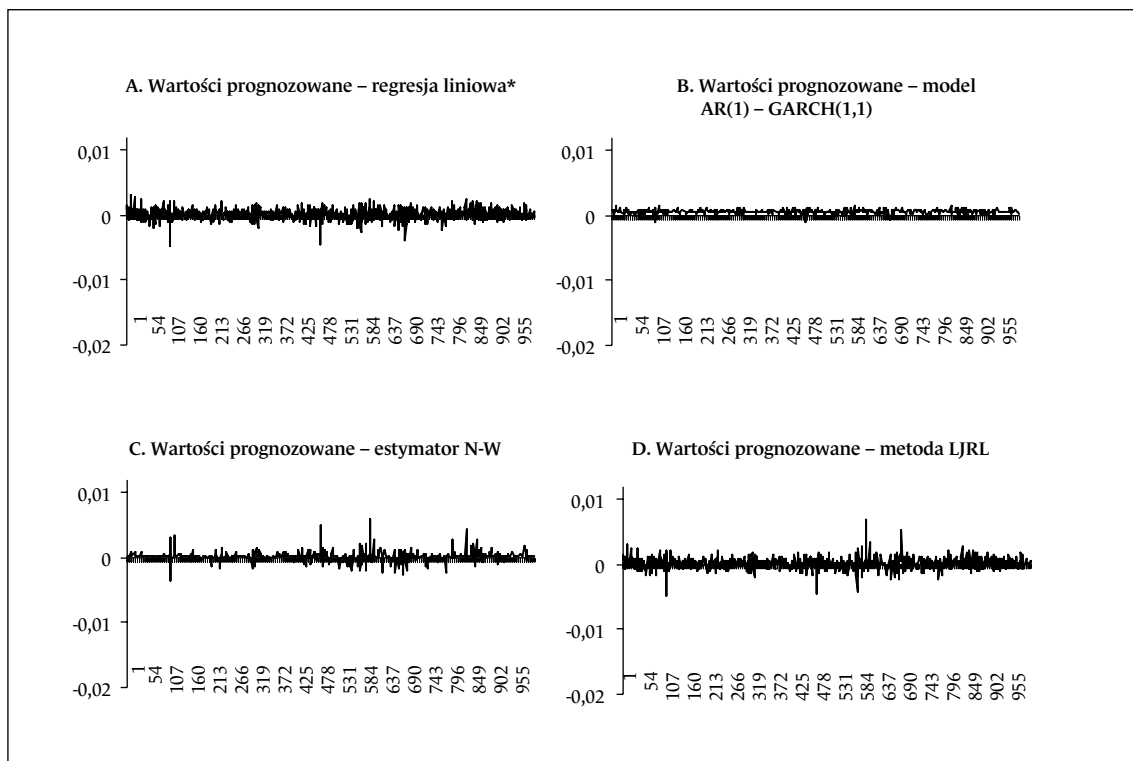 A. Wartości prognozowane – regresja liniowa*
0,01
0
-0,01
-0,02
1 54 107 160 213 266 319 372 425 478 531 584 637 690 743 796 849 902 955
B. Wartości prognozowane – model
AR(1) – GARCH(1,1)
0,01
0
-0,01
-0,02
1 54 107 160 213 266 319 372 425 478 531 584 637 690 743 796 849 902 955
C. Wartości prognozowane – estymator N-W
0,01
0
-0,01
-0,02
1 54 107 160 213 266 319 372 425 478 531 584 637 690 743 796 849 902 955
D. Wartości prognozowane – metoda LJRL
0,01
0
-0,01
-0,02
1 54 107 160 213 266 319 372 425 478 531 584 637 690 743 796 849 902 955